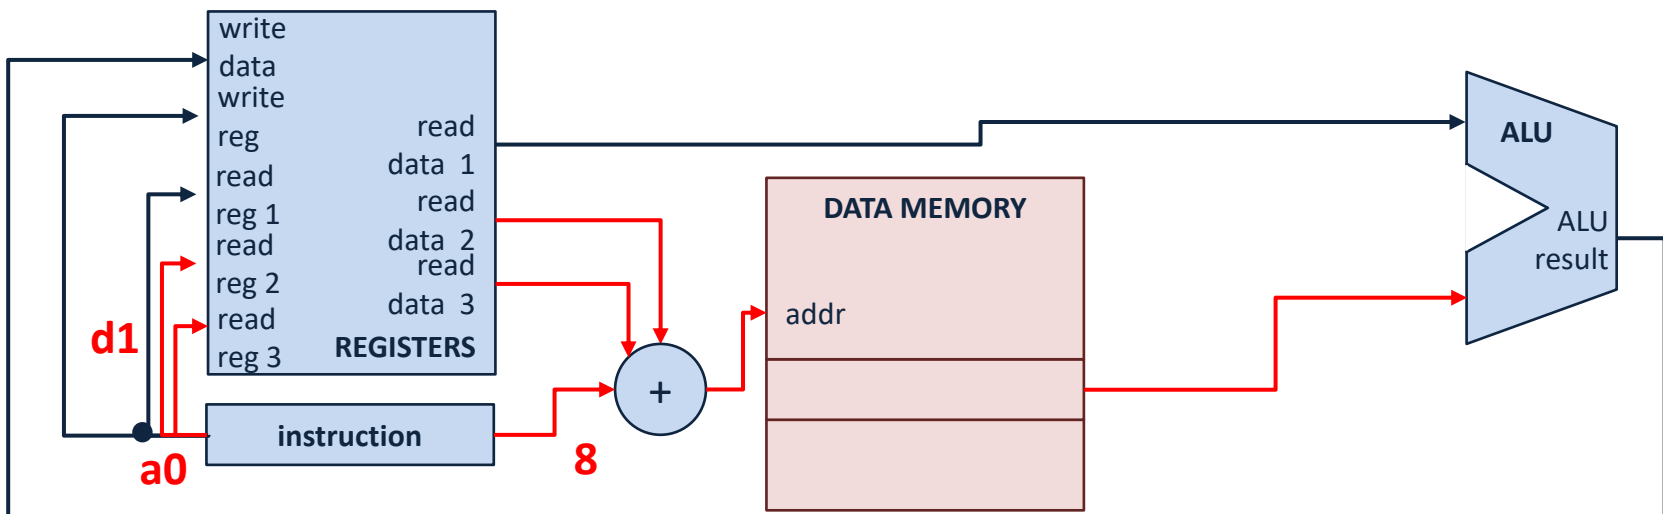 write
data
write
reg
read
reg 1
read
reg 2
read
reg 3
read
data 1
read
data 2
read
data 3
REGISTERS
d1
a0
instruction
8
+
DATA MEMORY
addr
ALU
ALU
result